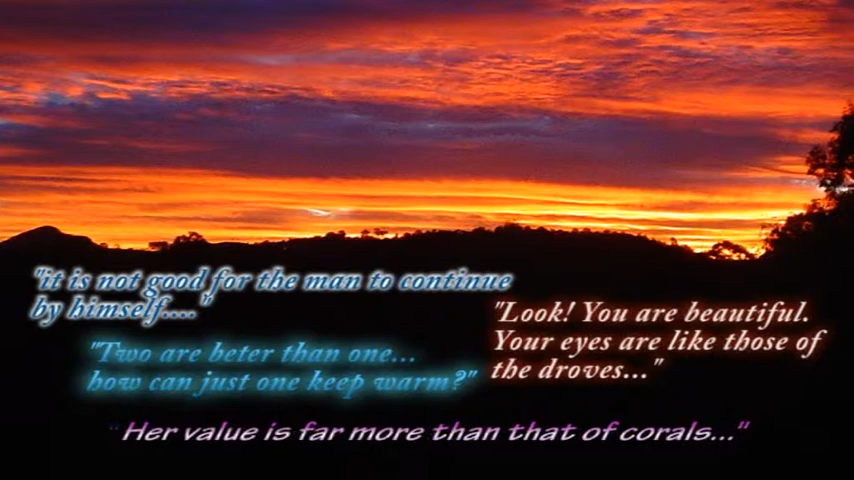 "it is not good for the man to continue
by himself...."
"Look! You are beautiful.
Your eyes are like those of
the droves..."
"Two are beter than one...
how can just one keep warm?"
"Her value is far more than that of corals..."